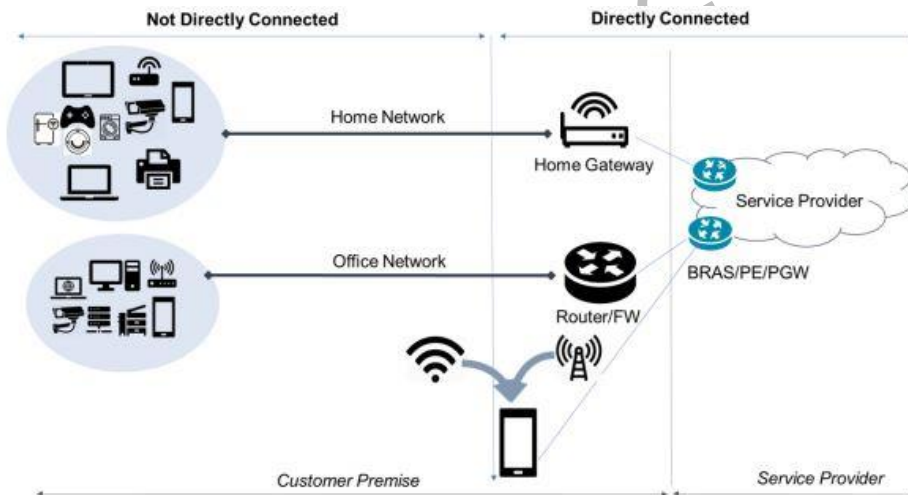 Not Directly Connected
Directly Connected
Home Network
Home Gateway
Service Provider
Office Network
BRAS/PE/PGW
Router/FW
Customer Premise
Service Provider